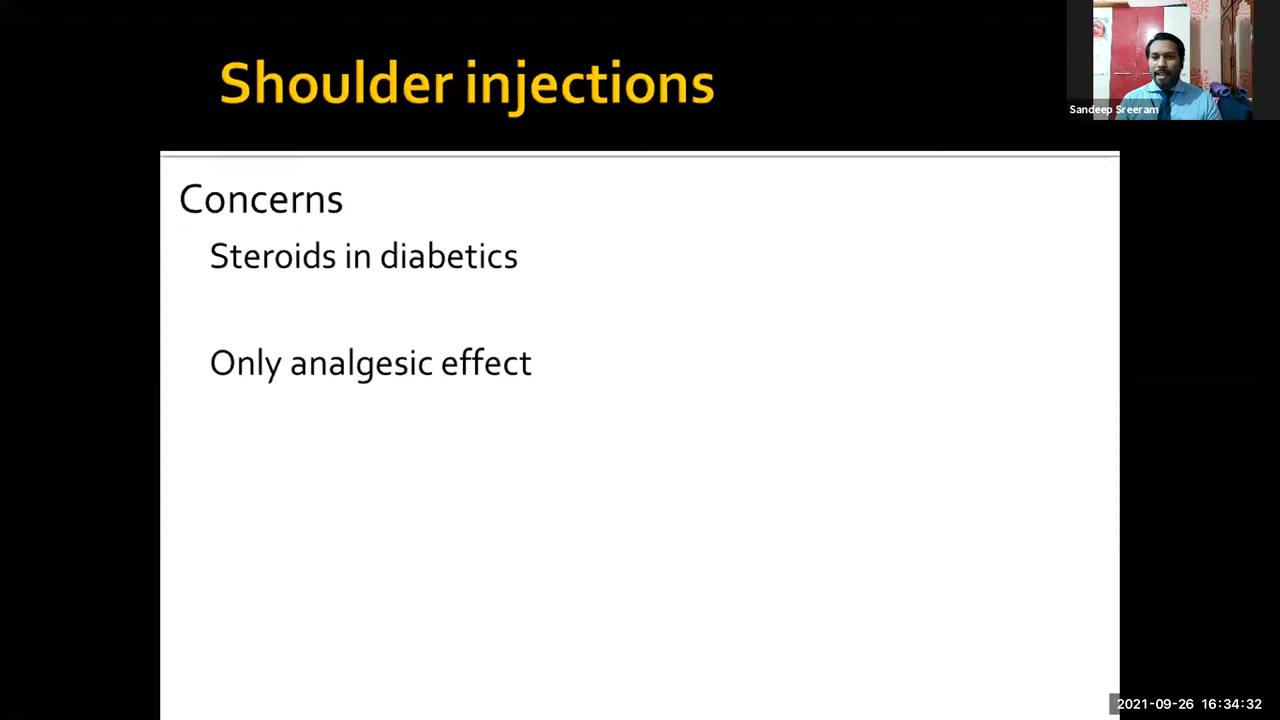 Shoulder injections
Sandeep Sreeram
Concerns
Steroids in diabetics
Only analgesic effect
2021-09-26 16:34:32